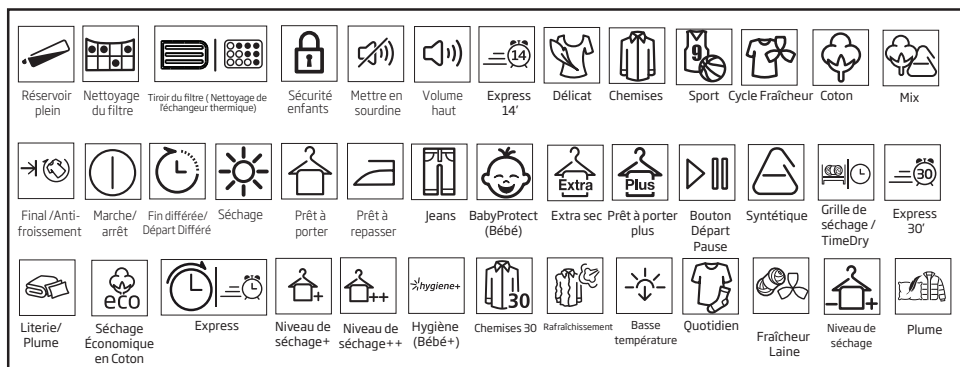 14
9
Réservoir plein
Nettoyage du filtre
Tiroir du filtre ( Nettoyage de l'échangeur thermique)
Sécurité enfants
Mettre en sourdine
Volume haut
Express 14'
Délicat
Chemises
Sport
Cycle Fraîcheur
Coton
Mix
Extra
Plus
30
Final /Anti-froissement
Marche/ arrêt
Fin différée/ Départ Différé
Séchage
Prêt à porter
Prêt à repasser
Jeans
BabyProtect (Bébé)
Extra sec
Prêt à porter plus
Bouton Départ Pause
Syntétique
Grille de séchage / TimeDry
Express 30'
eco
+
++
hygiene+
30
- +
Literie/ Plume
Séchage Économique en Coton
Express
Niveau de séchage+
Niveau de séchage++
Hygiène (Bébé+)
Chemises 30
Rafraîchissement
Basse température
Quotidien
Fraîcheur Laine
Niveau de séchage
Plume